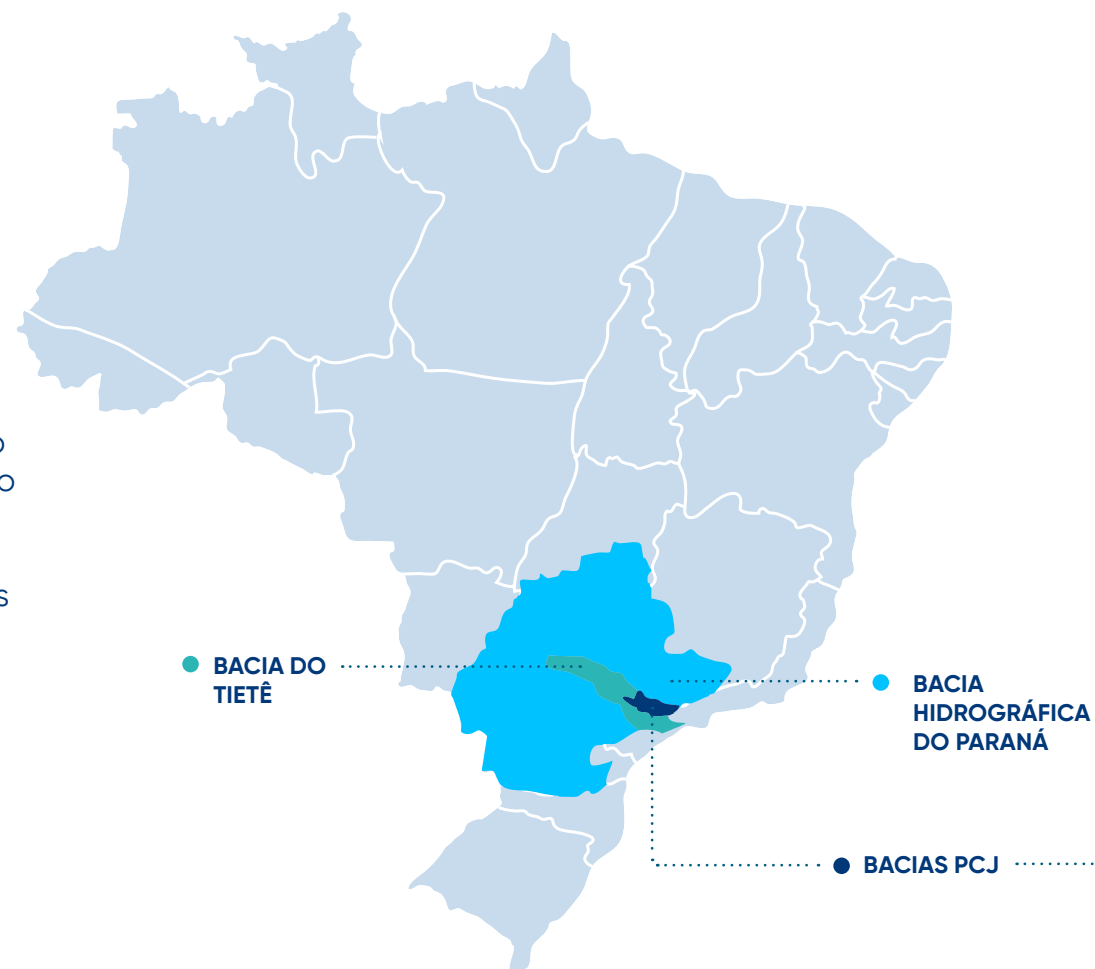 O
O
S
BACIA DO
TIETÊ
BACIA
HIDROGRÁFICA
DO PARANÁ
BACIAS PCJ